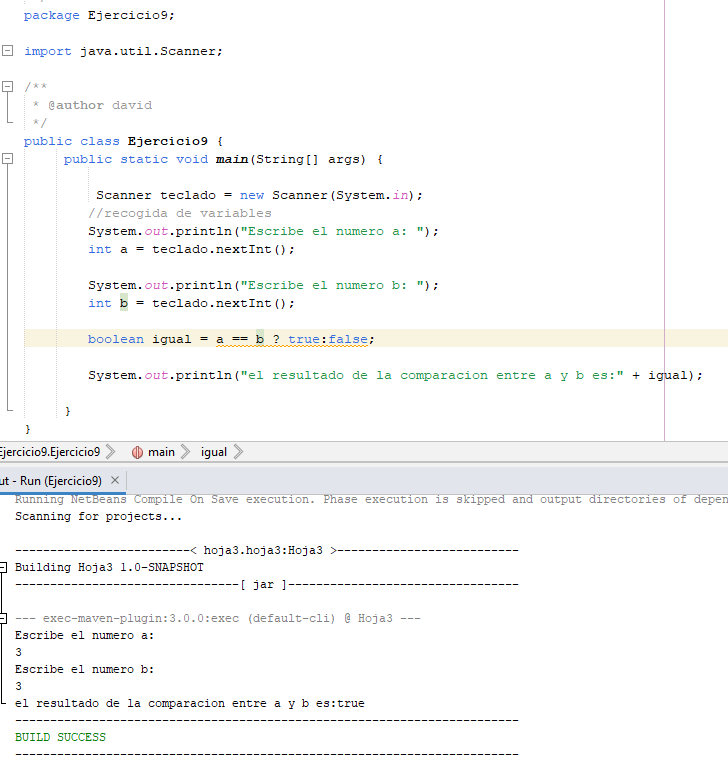 package Ejercicio9;
import java.util.Scanner;
/**
* @author david
*/
public class Ejercicio9 {
public static void main(String[] args) {
Scanner teclado = new Scanner(System.in);
//recogida de variables
System.out.println("Escribe el numero a: ");
int a = teclado.nextInt();
System.out.println("Escribe el numero b: ");
int b = teclado.nextInt();
boolean igual = a == b ? true:false;
System.out.println("el resultado de la comparacion entre a y b es:" + igual);
}
}
Ejercicio9.Ejercicio9 main igual
ut - Run (Ejercicio9) ×
Running NetBeans Compile On Save execution. Phase execution is skipped and output directories of depen
Scanning for projects...
-------------------------< hoja3.hoja3:Hoja3 >--------------------------
Building Hoja3 1.0-SNAPSHOT
--------------------------------[ jar ]---------------------------------
--- exec-maven-plugin:3.0.0:exec (default-cli) @ Hoja3 ---
Escribe el numero a:
3
Escribe el numero b:
3
el resultado de la comparacion entre a y b es:true
------------------------------------------------------------------------
BUILD SUCCESS
------------------------------------------------------------------------